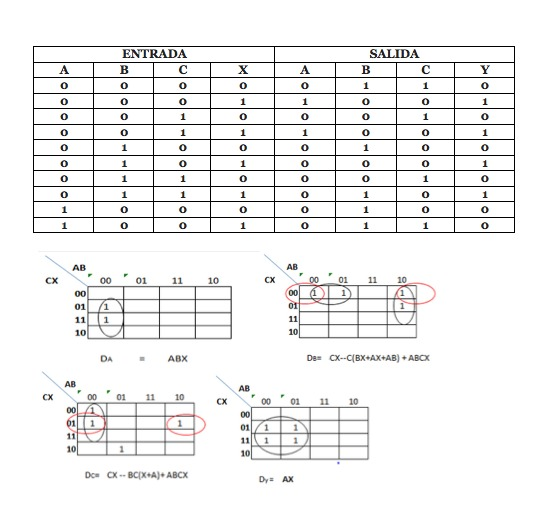 ENTRADA SALIDA
A B C X A B C Y
0 0 0 0 0 1 1 0
0 0 0 1 1 0 0 1
0 0 1 0 0 0 1 0
0 0 1 1 1 0 0 1
0 1 0 0 0 1 0 0
0 1 0 1 0 0 0 1
0 1 1 0 0 0 1 0
0 1 1 1 0 1 0 1
1 0 0 0 0 1 0 0
1 0 0 1 0 1 1 0
AB
CX 00 01 11 10
00
01 1
11 1
10
DA = ABX
AB
CX 00 01 11 10
00 1 1 1
01 1
11
10
DB= CX--C(BX+AX+AB) + ABCX
AB
CX 00 01 11 10
00 1
01 1 1
11
10 1
DC= CX -- BC(X+A)+ ABCX
AB
CX 00 01 11 10
00
01 1 1
11 1 1
10
Dy= AX